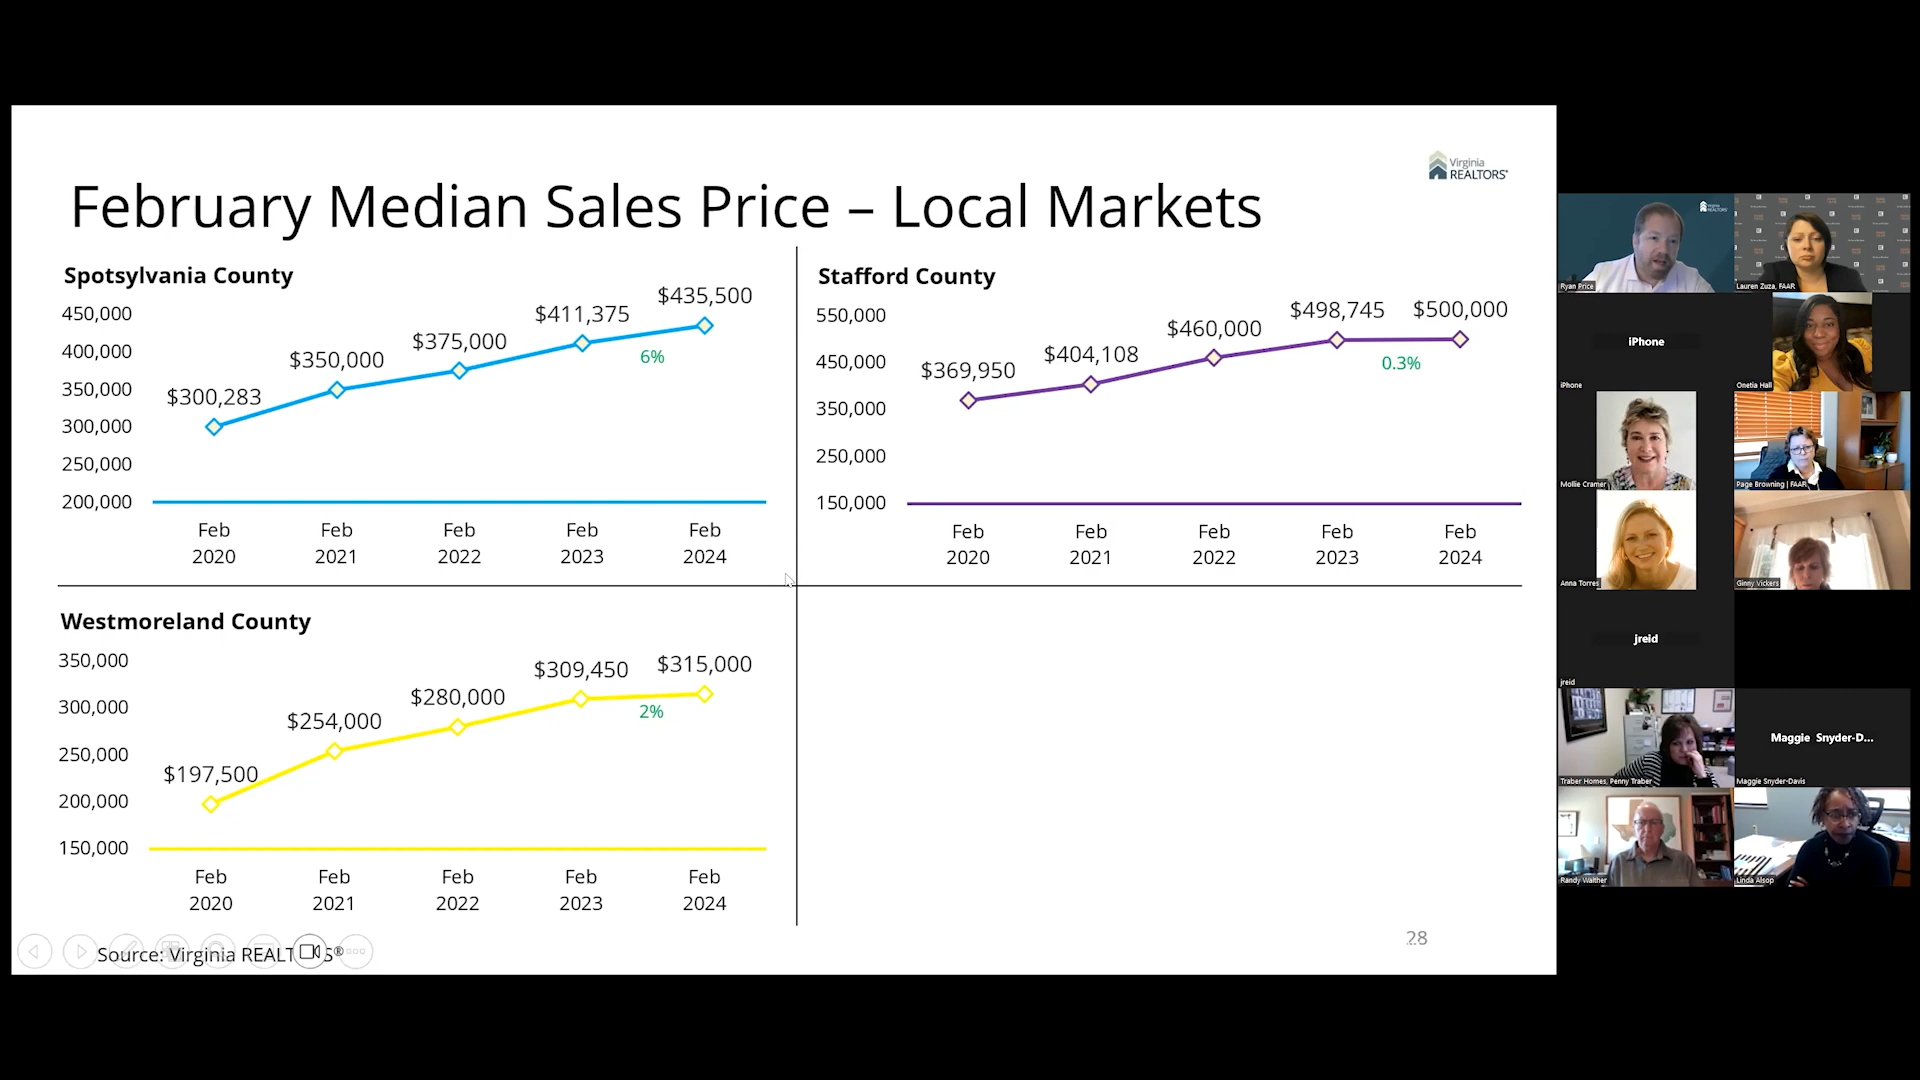 Virginia
REALTORS®
February Median Sales Price – Local Markets
Spotsylvania County
450,000
400,000
350,000
300,000
250,000
200,000
$300,283
$350,000
$375,000
$411,375
$435,500
6%
Feb 2020
Feb 2021
Feb 2022
Feb 2023
Feb 2024
Stafford County
550,000
450,000
350,000
250,000
150,000
$369,950
$404,108
$460,000
$498,745
$500,000
0.3%
Feb 2020
Feb 2021
Feb 2022
Feb 2023
Feb 2024
Westmoreland County
350,000
300,000
250,000
200,000
150,000
$197,500
$254,000
$280,000
$309,450
$315,000
2%
Feb 2020
Feb 2021
Feb 2022
Feb 2023
Feb 2024
Source: Virginia REALT S®
28
Virginia
REALTORS
Ryan Price
Lauren Zuza, FAAR
iPhone
iPhone
Onetia Hall
Mollie Cramer
Page Browning | FAAR
Anna Torres
Ginny Vickers
jreid
jreid
Traber Homes, Penny Traber
Maggie Snyder-D...
Maggie Snyder-Davis
Randy Walther
Linda Alsop